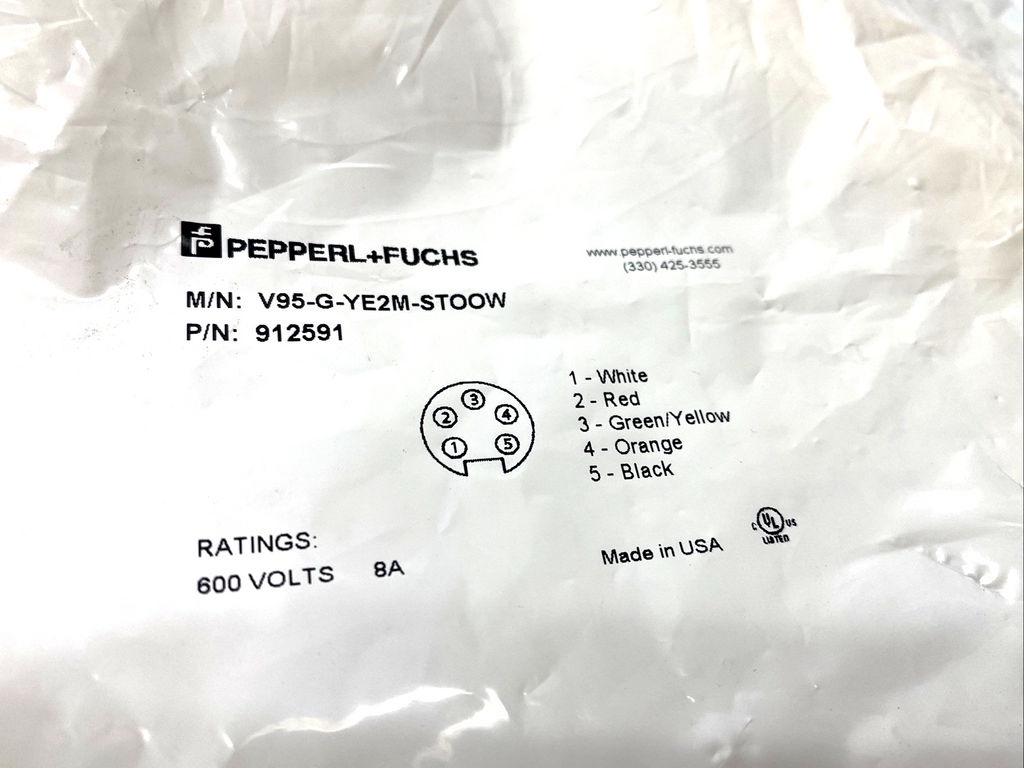 PEPPERL+FUCHS
www.pepperl-fuchs.com
(330) 425-3555
M/N: V95-G-YE2M-STOOW
P/N: 912591
1 2 3 4 5
1 - White
2 - Red
3 - Green/Yellow
4 - Orange
5 - Black
RATINGS:
600 VOLTS 8A
Made in USA
C UL US
LISTED